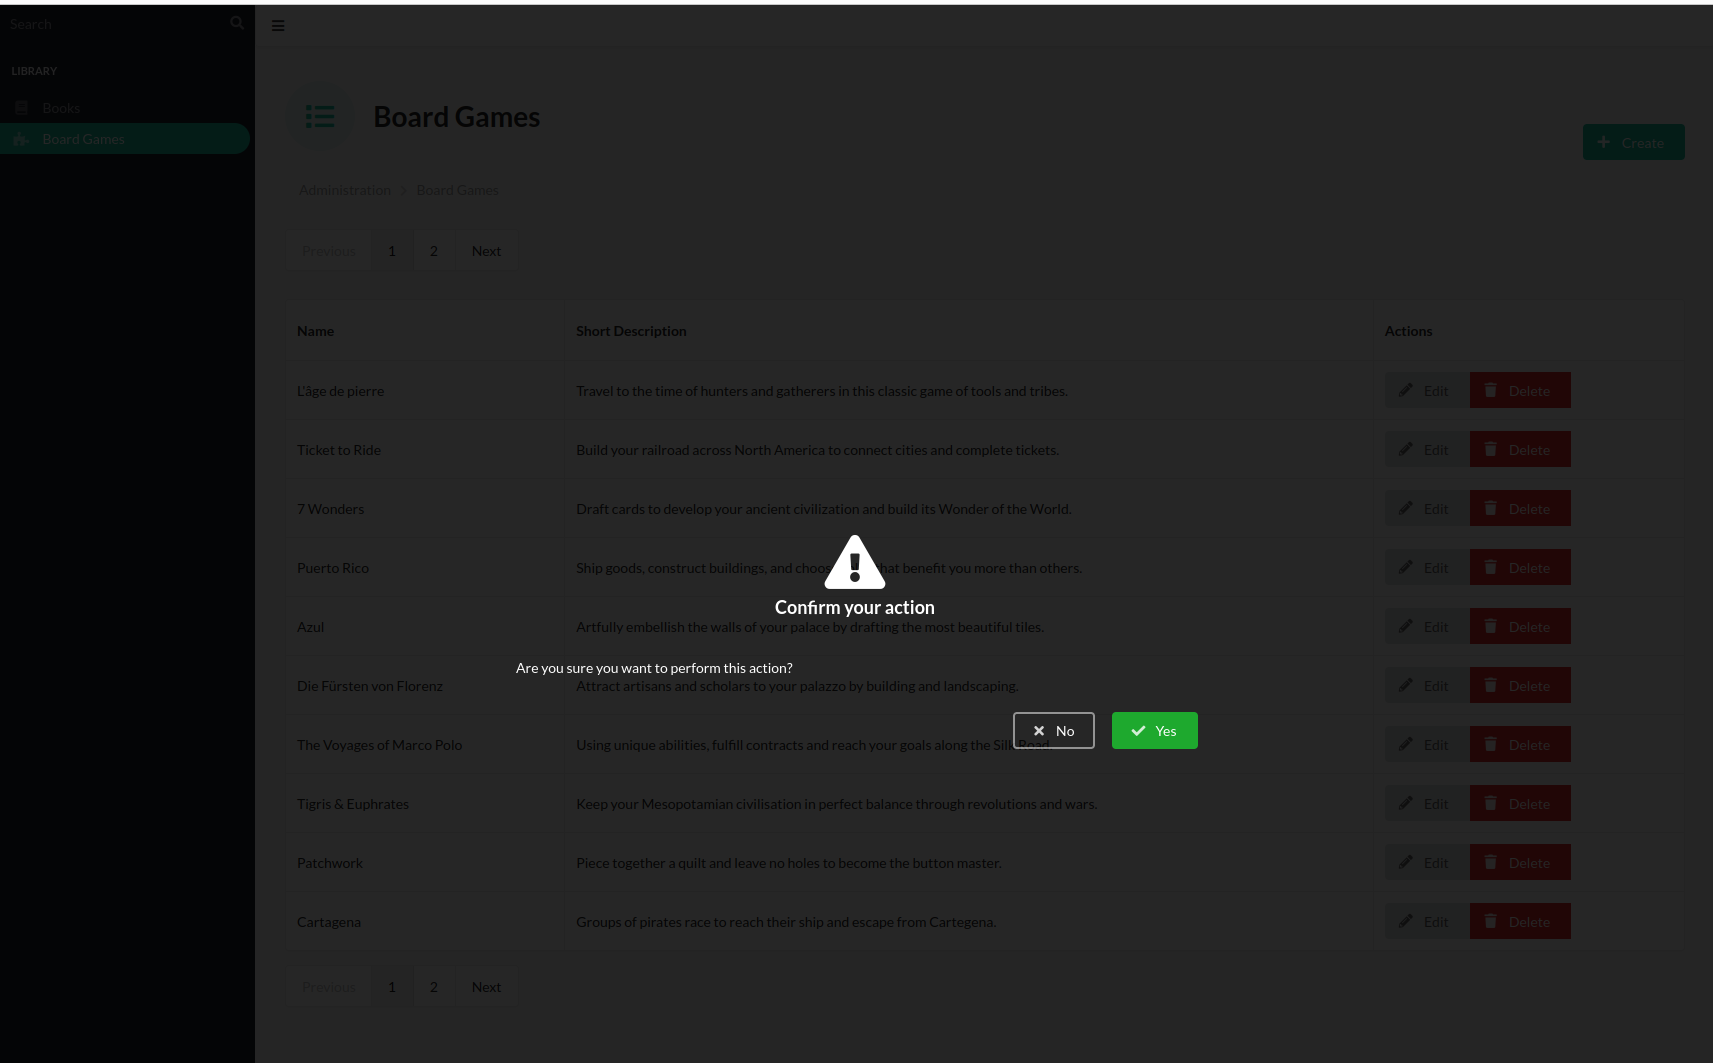 Search
LIBRARY
Books
Board Games
Board Games
Create
Administration Board Games
Previous 1 2 Next
Name Short Description Actions
L'âge de pierre Travel to the time of hunters and gatherers in this classic game of tools and tribes. Edit Delete
Ticket to Ride Build your railroad across North America to connect cities and complete tickets. Edit Delete
7 Wonders Draft cards to develop your ancient civilization and build its Wonder of the World. Edit Delete
Puerto Rico Ship goods, construct buildings, and hat benefit you more than others. Edit Delete
Confirm your action
Azul Artfully embellish the walls of your palace by drafting the most beautiful tiles. Edit Delete
Are you sure you want to perform this action?
Die Fürsten von Florenz Attract artisans and scholars to your palazzo by building and landscaping. Edit Delete
No Yes
The Voyages of Marco Polo Using unique abilities, fulfill contracts and reach your goals along the Silk Road. Edit Delete
Tigris & Euphrates Keep your Mesopotamian civilisation in perfect balance through revolutions and wars. Edit Delete
Patchwork Piece together a quilt and leave no holes to become the button master. Edit Delete
Cartagena Groups of pirates race to reach their ship and escape from Cartegena. Edit Delete
Previous 1 2 Next